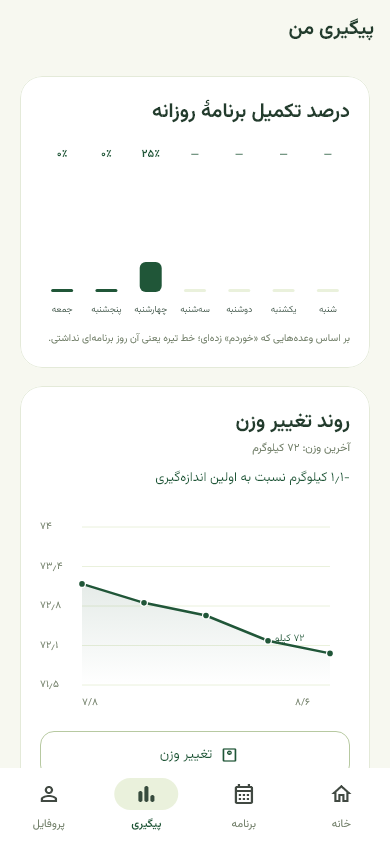 پیگیری من
درصد تکمیل برنامهٔ روزانه
– – – – ۲۵٪ ۰٪ ۰٪
شنبه یکشنبه دوشنبه سه‌شنبه چهارشنبه پنجشنبه جمعه
بر اساس وعده‌هایی که «خوردم» زده‌ای؛ خط تیره یعنی آن روز برنامه‌ای نداشتی.
روند تغییر وزن
آخرین وزن: ۷۲ کیلوگرم
-۱٫۱ کیلوگرم نسبت به اولین اندازه‌گیری
۷۴
۷۳٫۴
۷۲٫۸
۷۲ کیلو
۷۲٫۱
۷۱٫۵
۷/۸ ۸/۶
تغییر وزن
خانه برنامه پیگیری پروفایل